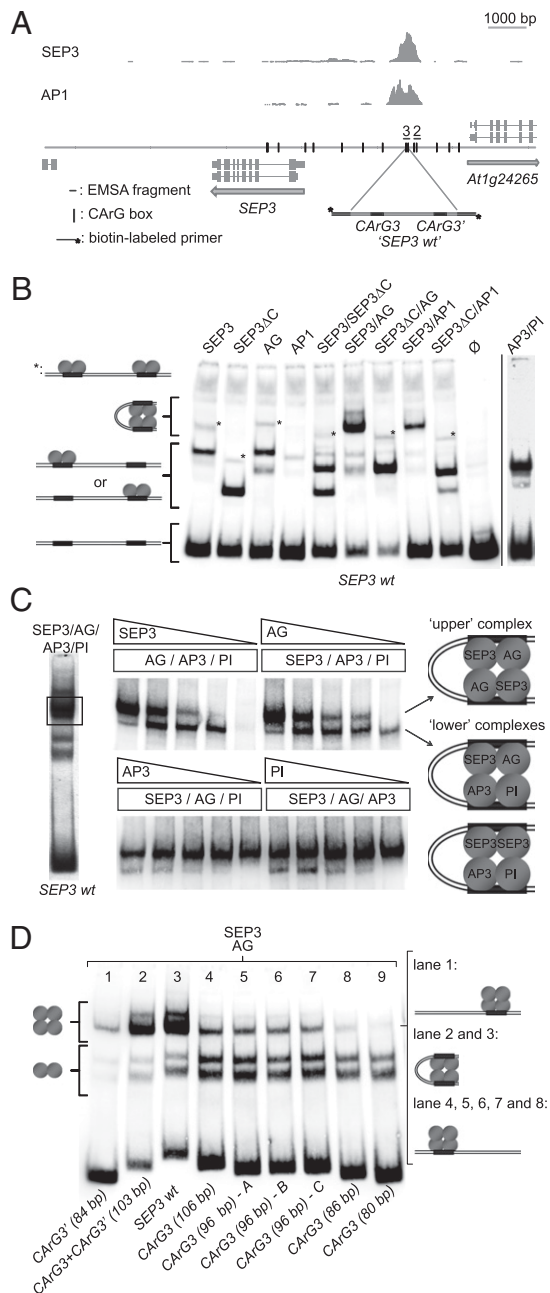 A
1000 bp
SEP3
AP1
3 2
At1g24265
SEP3
– : EMSA fragment
CArG3 CArG3’
‘SEP3 wt’
: CArG box
* : biotin-labeled primer
B
SEP3
SEP3ΔC
AG
AP1
SEP3/SEP3ΔC
SEP3/AG
SEP3ΔC/AG
SEP3/AP1
SEP3ΔC/AP1
Ø
AP3/PI
*:
or
* * * * *
SEP3 wt
C
SEP3/AG/
AP3/PI
SEP3
AG / AP3 / PI
AG
SEP3 / AP3 / PI
‘upper’ complex
SEP3 AG
AG SEP3
‘lower’ complexes
SEP3 AG
AP3 PI
AP3
SEP3 / AG / PI
PI
SEP3 / AG/ AP3
SEP3 SEP3
AP3 PI
SEP3 wt
D
SEP3
AG
1 2 3 4 5 6 7 8 9
lane 1:
lane 2 and 3:
lane 4, 5, 6, 7 and 8:
CArG3’ (84 bp)
CArG3+CArG3’ (103 bp)
SEP3 wt
CArG3 (106 bp)
CArG3 (96 bp) - A
CArG3 (96 bp) - B
CArG3 (96 bp) - C
CArG3 (86 bp)
CArG3 (80 bp)